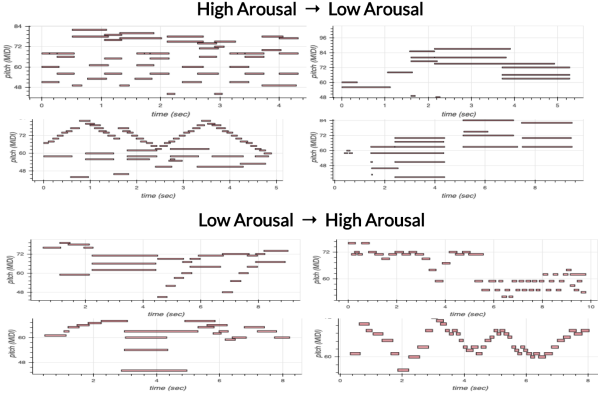 High Arousal → Low Arousal
84
72
60
48
pitch (MIDI)
0 1 2 3 4
time (sec)
96
84
72
60
48
pitch (MIDI)
0 1 2 3 4 5
time (sec)
72
60
48
pitch (MIDI)
0 1 2 3 4 5
time (sec)
84
72
60
48
pitch (MIDI)
0 2 4 6 8
time (sec)
Low Arousal → High Arousal
72
60
48
pitch (MIDI)
2 4 6 8
time (sec)
72
60
pitch (MIDI)
0 2 4 6 8 10
time (sec)
60
48
pitch (MIDI)
2 4 6 8
time (sec)
60
pitch (MIDI)
0 2 4 6 8
time (sec)